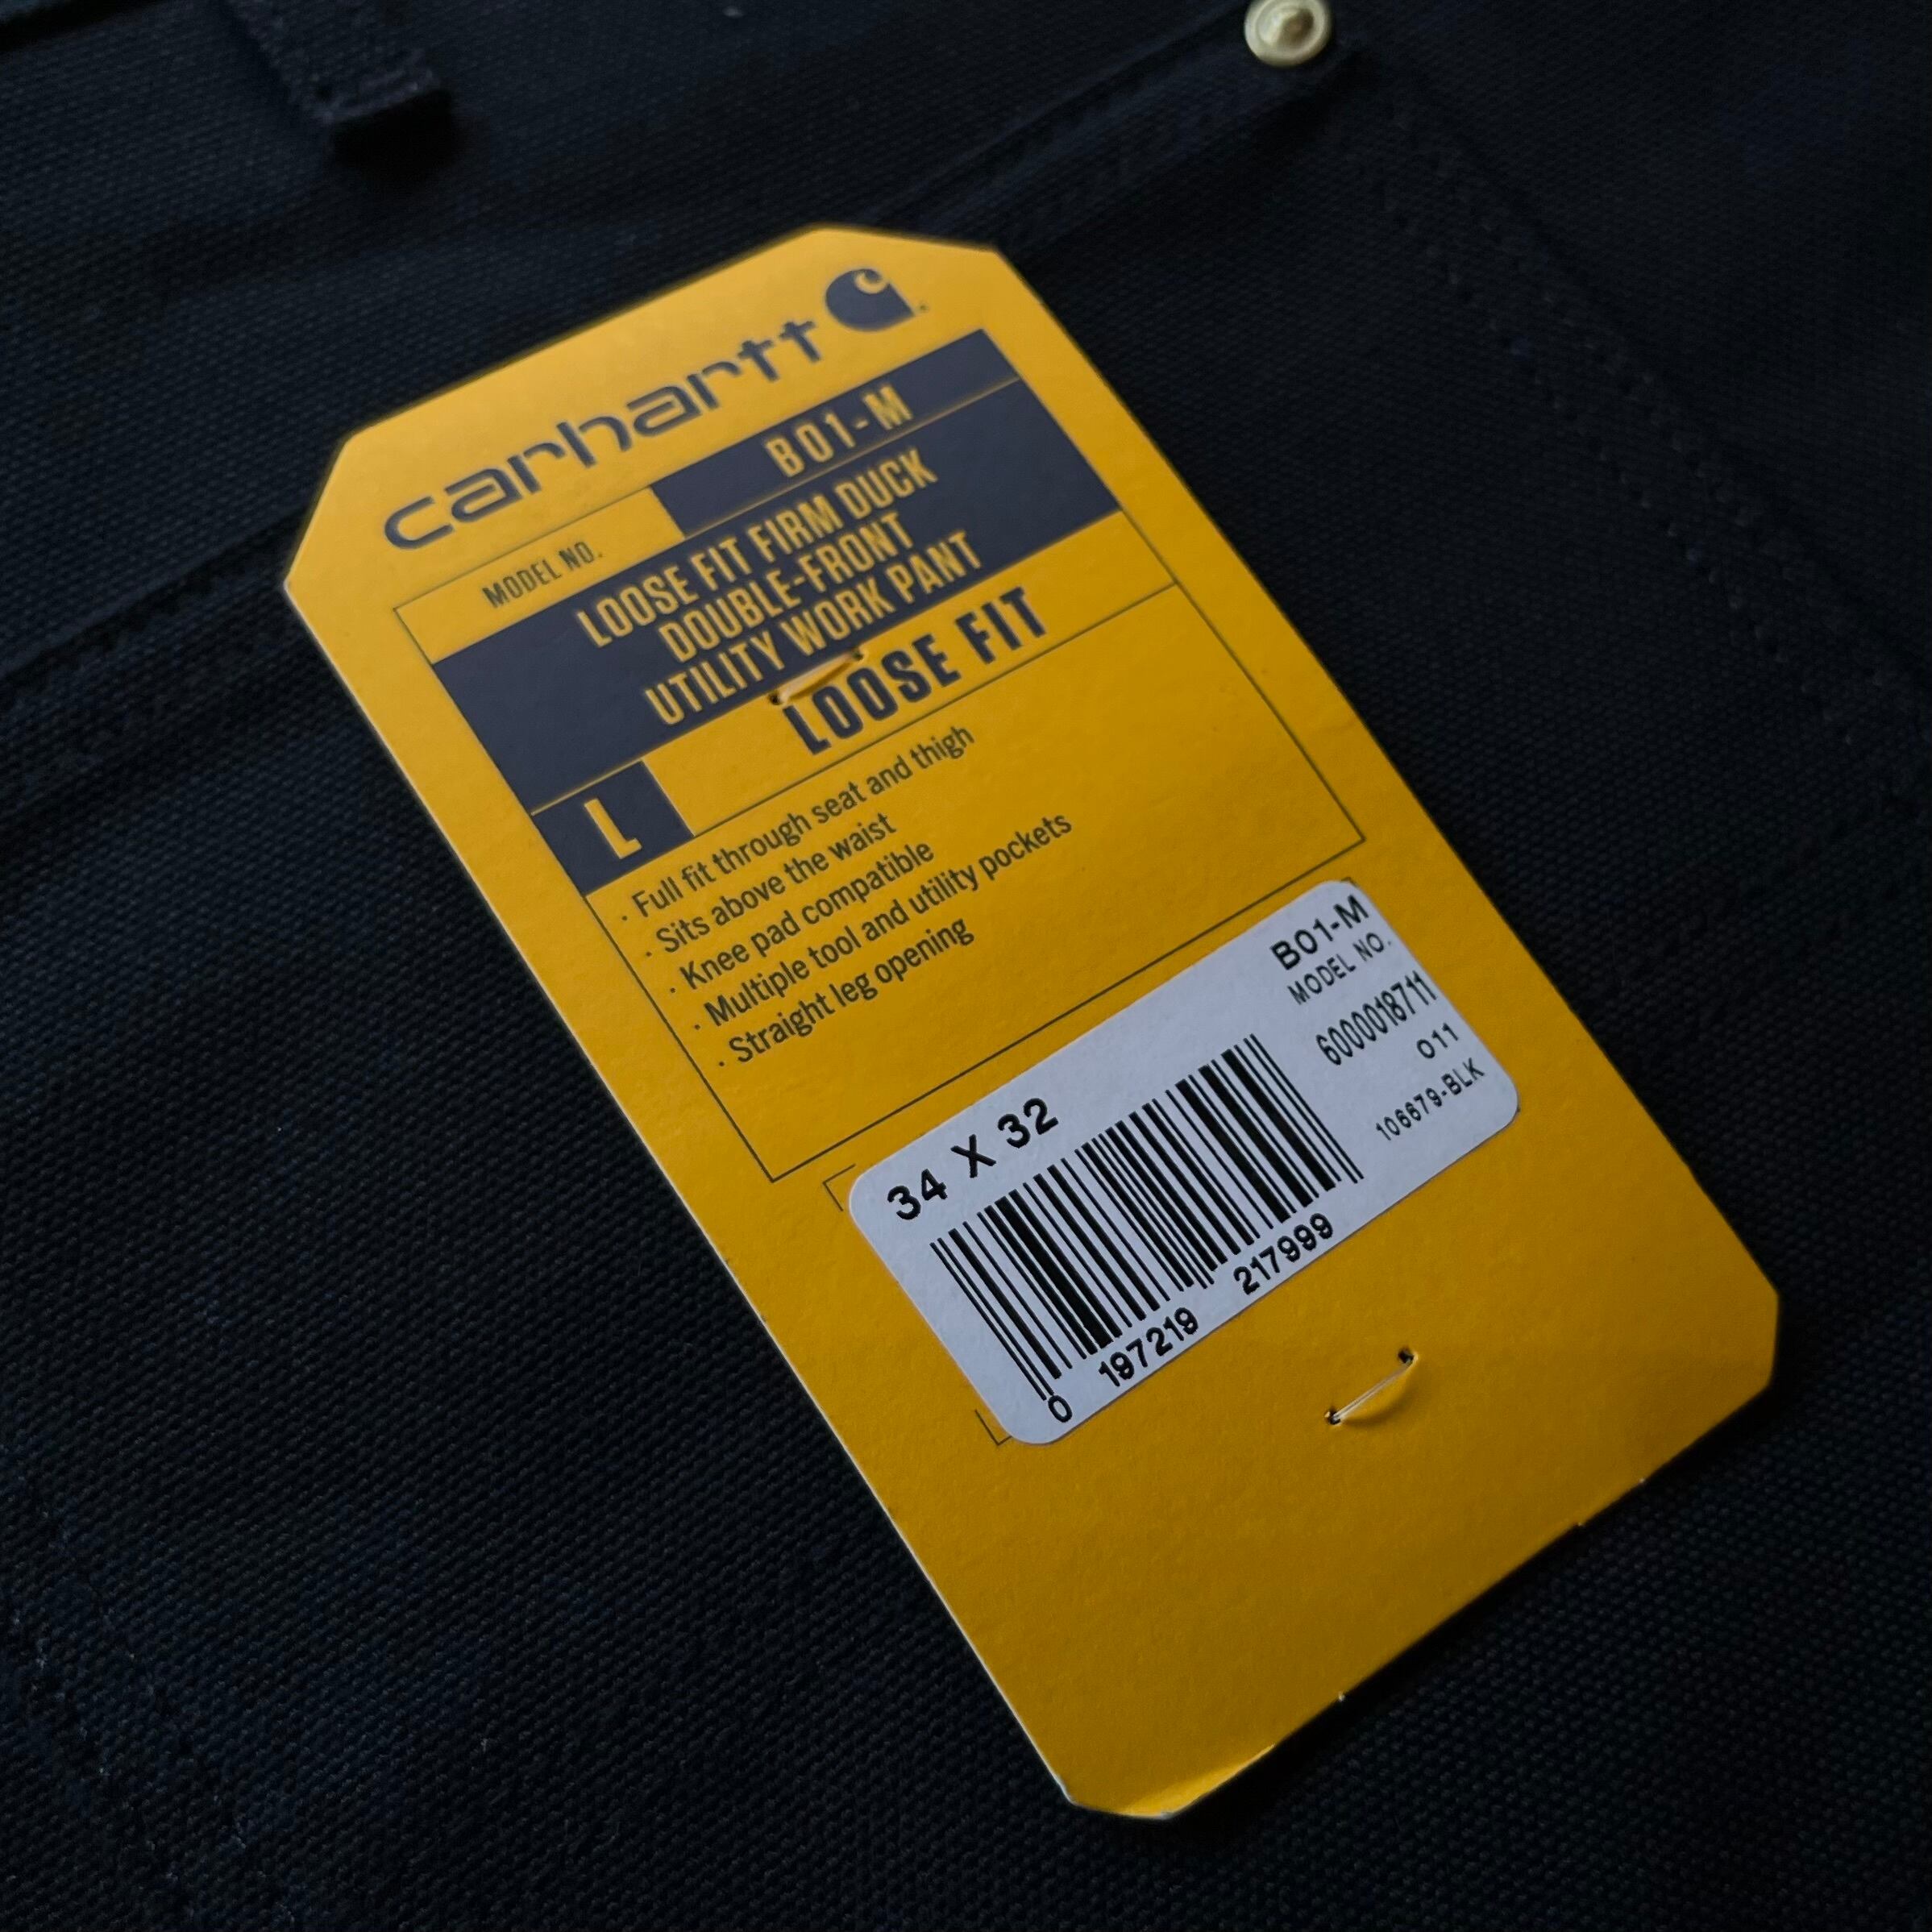 carhartt
MODEL NO. B01-M
LOOSE FIT FIRM DUCK
DOUBLE-FRONT
UTILITY WORK PANT
L LOOSE FIT
· Full fit through seat and thigh
· Sits above the waist
· Knee pad compatible
· Multiple tool and utility pockets
· Straight leg opening
B01-M
MODEL NO.
6000018711
011
106679-BLK
34 X 32
0 197219 217999